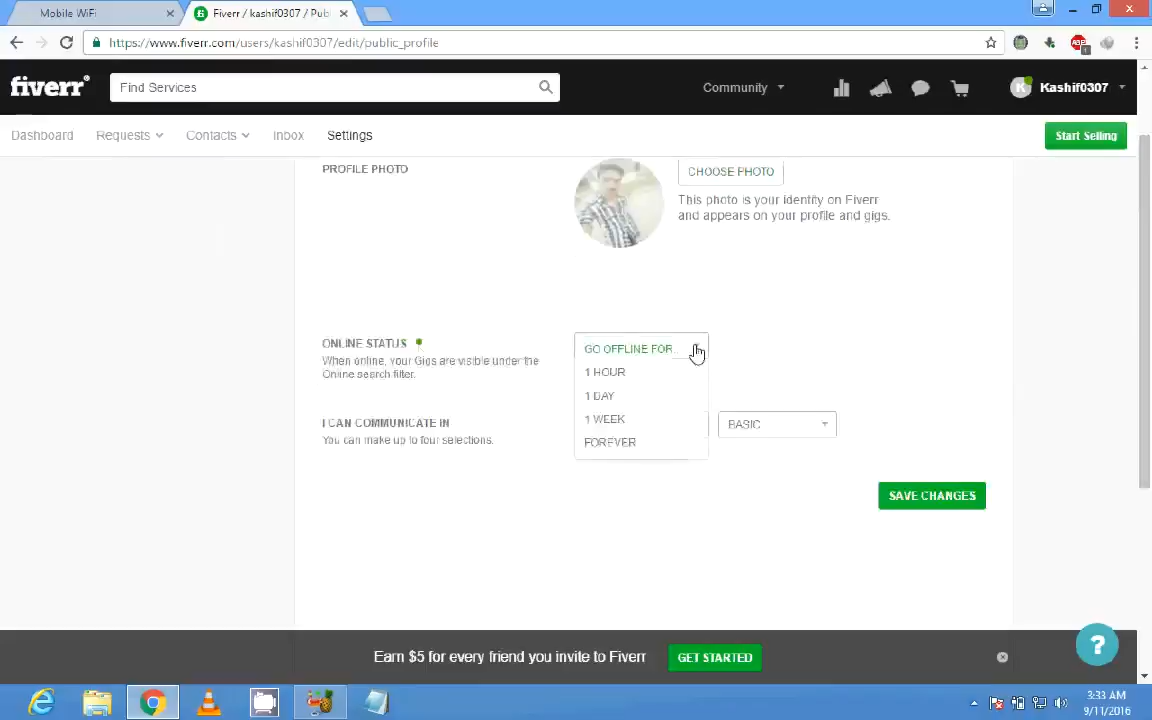 Mobile WiFi
Fiverr / kashif0307 / Publ
https://www.fiverr.com/users/kashif0307/edit/public_profile
fiverr®
Find Services
Community
K
Kashif0307
Dashboard
Requests
Contacts
Inbox
Settings
Start Selling
PROFILE PHOTO
CHOOSE PHOTO
This photo is your identity on Fiverr
and appears on your profile and gigs.
ONLINE STATUS
When online, your Gigs are visible under the
Online search filter.
GO OFFLINE FOR...
1 HOUR
1 DAY
1 WEEK
FOREVER
I CAN COMMUNICATE IN
You can make up to four selections.
BASIC
SAVE CHANGES
Earn $5 for every friend you invite to Fiverr
GET STARTED
?
3:33 AM
9/11/2016